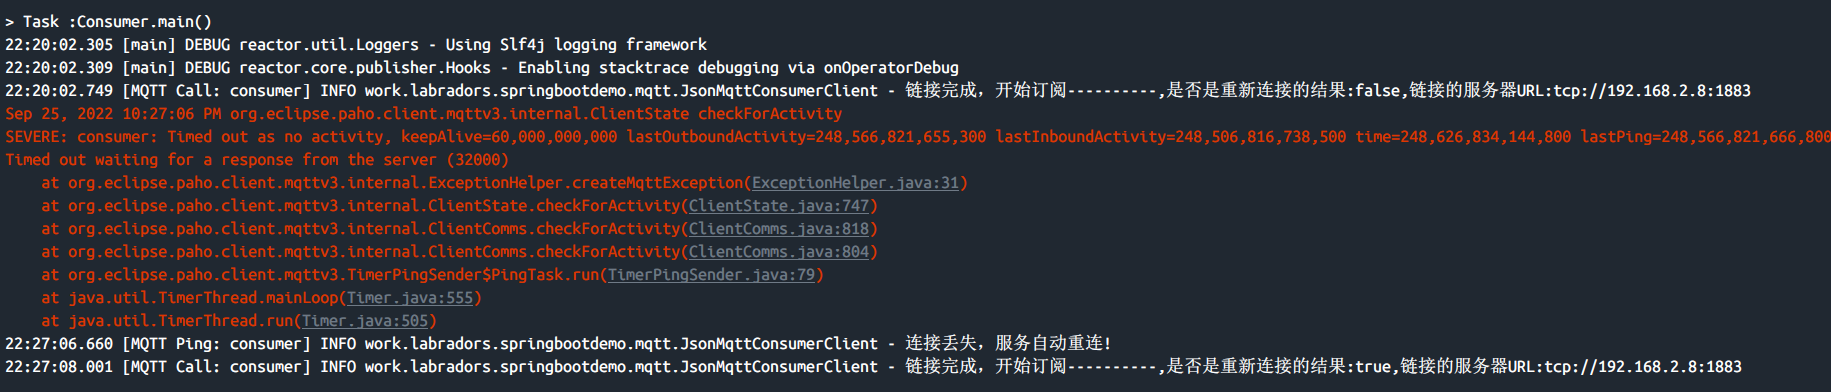 > Task :Consumer.main()
22:20:02.305 [main] DEBUG reactor.util.Loggers - Using Slf4j logging framework
22:20:02.309 [main] DEBUG reactor.core.publisher.Hooks - Enabling stacktrace debugging via onOperatorDebug
22:20:02.749 [MQTT Call: consumer] INFO work.labradors.springbootdemo.mqtt.JsonMqttConsumerClient - 链接完成，开始订阅----------,是否是重新连接的结果:false,链接的服务器URL:tcp://192.168.2.8:1883
Sep 25, 2022 10:27:06 PM org.eclipse.paho.client.mqttv3.internal.ClientState checkForActivity
SEVERE: consumer: Timed out as no activity, keepAlive=60,000,000,000 lastOutboundActivity=248,566,821,655,300 lastInboundActivity=248,506,816,738,500 time=248,626,834,144,800 lastPing=248,566,821,666,800
Timed out waiting for a response from the server (32000)
    at org.eclipse.paho.client.mqttv3.internal.ExceptionHelper.createMqttException(ExceptionHelper.java:31)
    at org.eclipse.paho.client.mqttv3.internal.ClientState.checkForActivity(ClientState.java:747)
    at org.eclipse.paho.client.mqttv3.internal.ClientComms.checkForActivity(ClientComms.java:818)
    at org.eclipse.paho.client.mqttv3.internal.ClientComms.checkForActivity(ClientComms.java:804)
    at org.eclipse.paho.client.mqttv3.TimerPingSender$PingTask.run(TimerPingSender.java:79)
    at java.util.TimerThread.mainLoop(Timer.java:555)
    at java.util.TimerThread.run(Timer.java:505)
22:27:06.660 [MQTT Ping: consumer] INFO work.labradors.springbootdemo.mqtt.JsonMqttConsumerClient - 连接丢失，服务自动重连!
22:27:08.001 [MQTT Call: consumer] INFO work.labradors.springbootdemo.mqtt.JsonMqttConsumerClient - 链接完成，开始订阅----------,是否是重新连接的结果:true,链接的服务器URL:tcp://192.168.2.8:1883